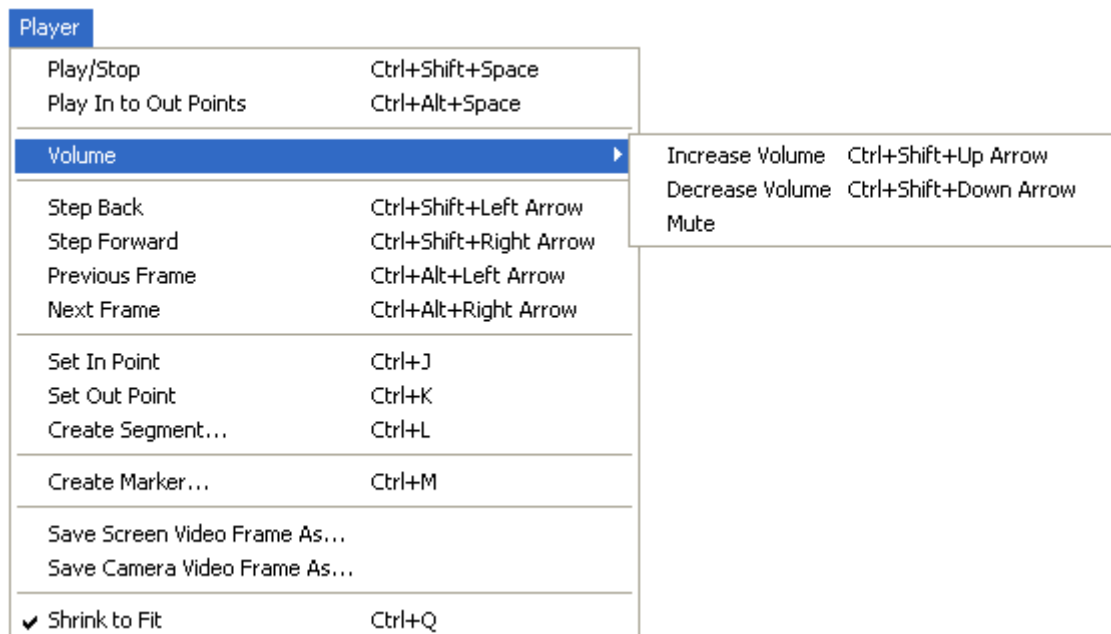 Player
Play/Stop Ctrl+Shift+Space
Play In to Out Points Ctrl+Alt+Space
Volume
Increase Volume Ctrl+Shift+Up Arrow
Decrease Volume Ctrl+Shift+Down Arrow
Mute
Step Back Ctrl+Shift+Left Arrow
Step Forward Ctrl+Shift+Right Arrow
Previous Frame Ctrl+Alt+Left Arrow
Next Frame Ctrl+Alt+Right Arrow
Set In Point Ctrl+J
Set Out Point Ctrl+K
Create Segment... Ctrl+L
Create Marker... Ctrl+M
Save Screen Video Frame As...
Save Camera Video Frame As...
Shrink to Fit Ctrl+Q